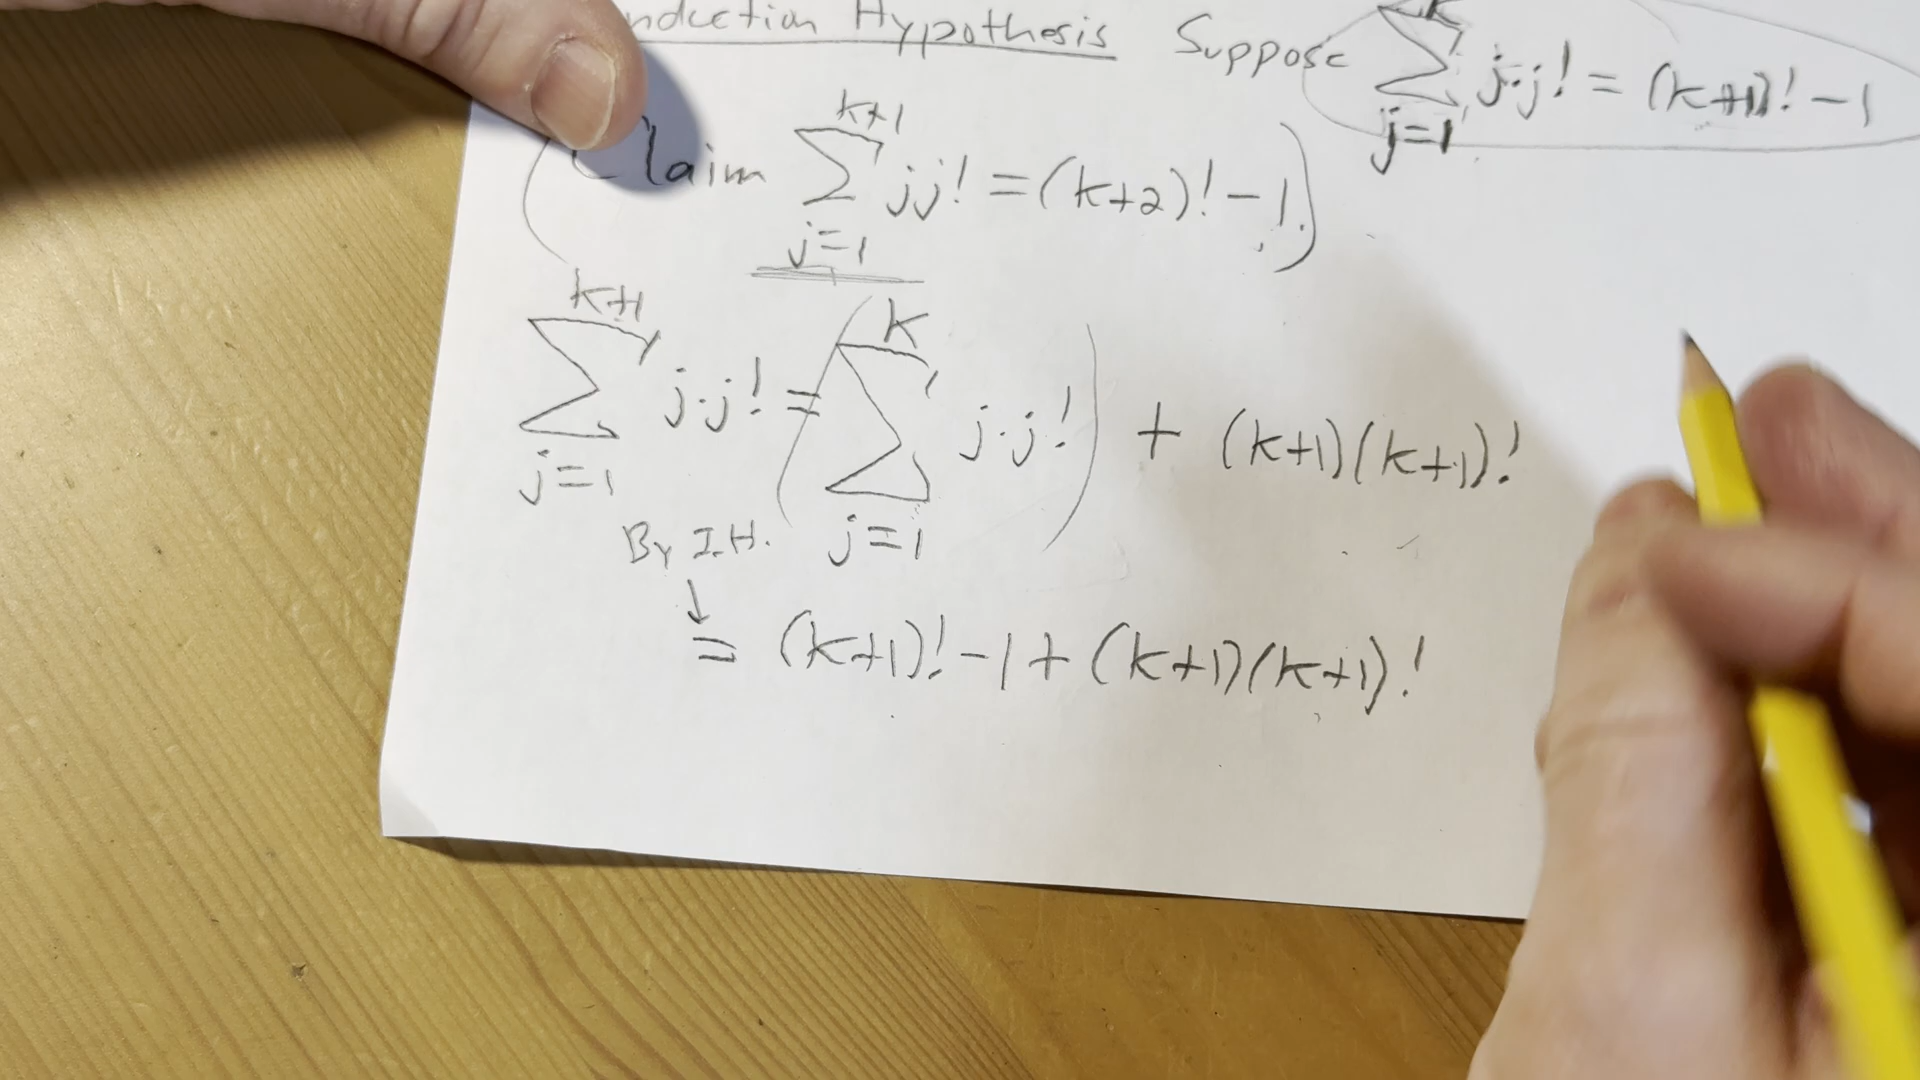 nduction Hypothesis Suppose ∑_{j=1}^{k} j·j! = (k+1)! - 1
(Claim ∑_{j=1}^{k+1} jj! = (k+2)! - 1.)
∑_{j=1}^{k+1} j·j! = (∑_{j=1}^{k} j·j!) + (k+1)(k+1)!
By I.H.
↓
= (k+1)! - 1 + (k+1)(k+1)!